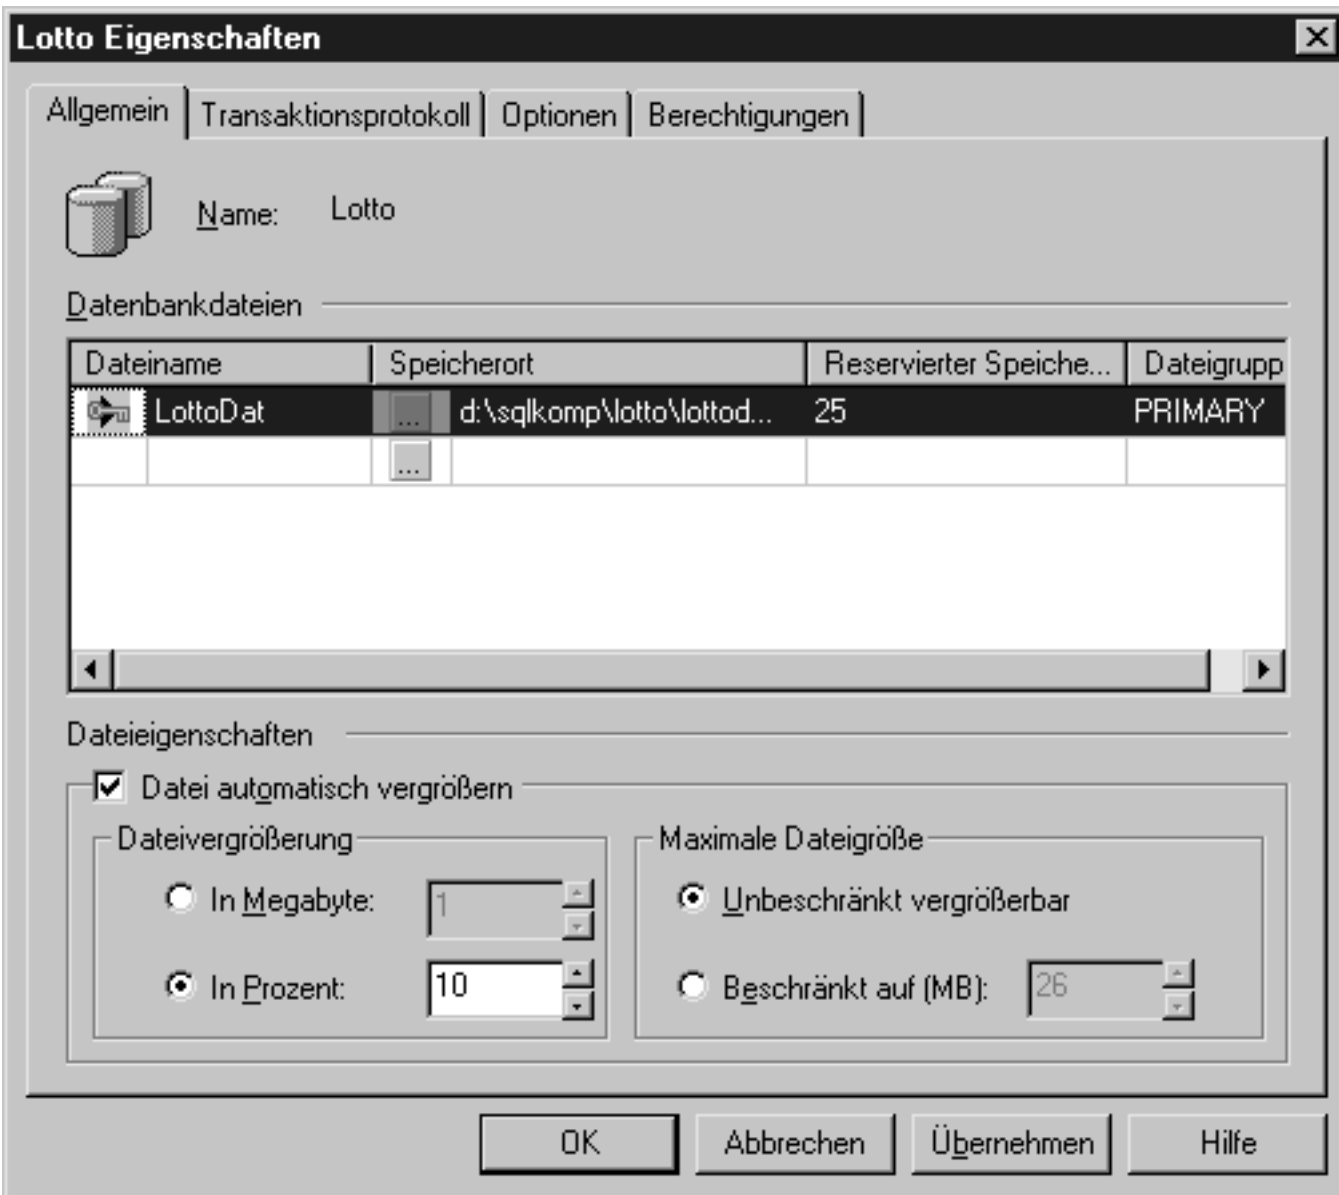 Lotto Eigenschaften
Allgemein Transaktionsprotokoll Optionen Berechtigungen
Name: Lotto
Datenbankdateien
Dateiname Speicherort Reservierter Speiche... Dateigrupp
LottoDat ... d:\sqlkomp\lotto\lottod... 25 PRIMARY
...
Dateieigenschaften
Datei automatisch vergrößern
Dateivergrößerung Maximale Dateigröße
In Megabyte: 1 Unbeschränkt vergrößerbar
In Prozent: 10 Beschränkt auf (MB): 26
OK Abbrechen Übernehmen Hilfe